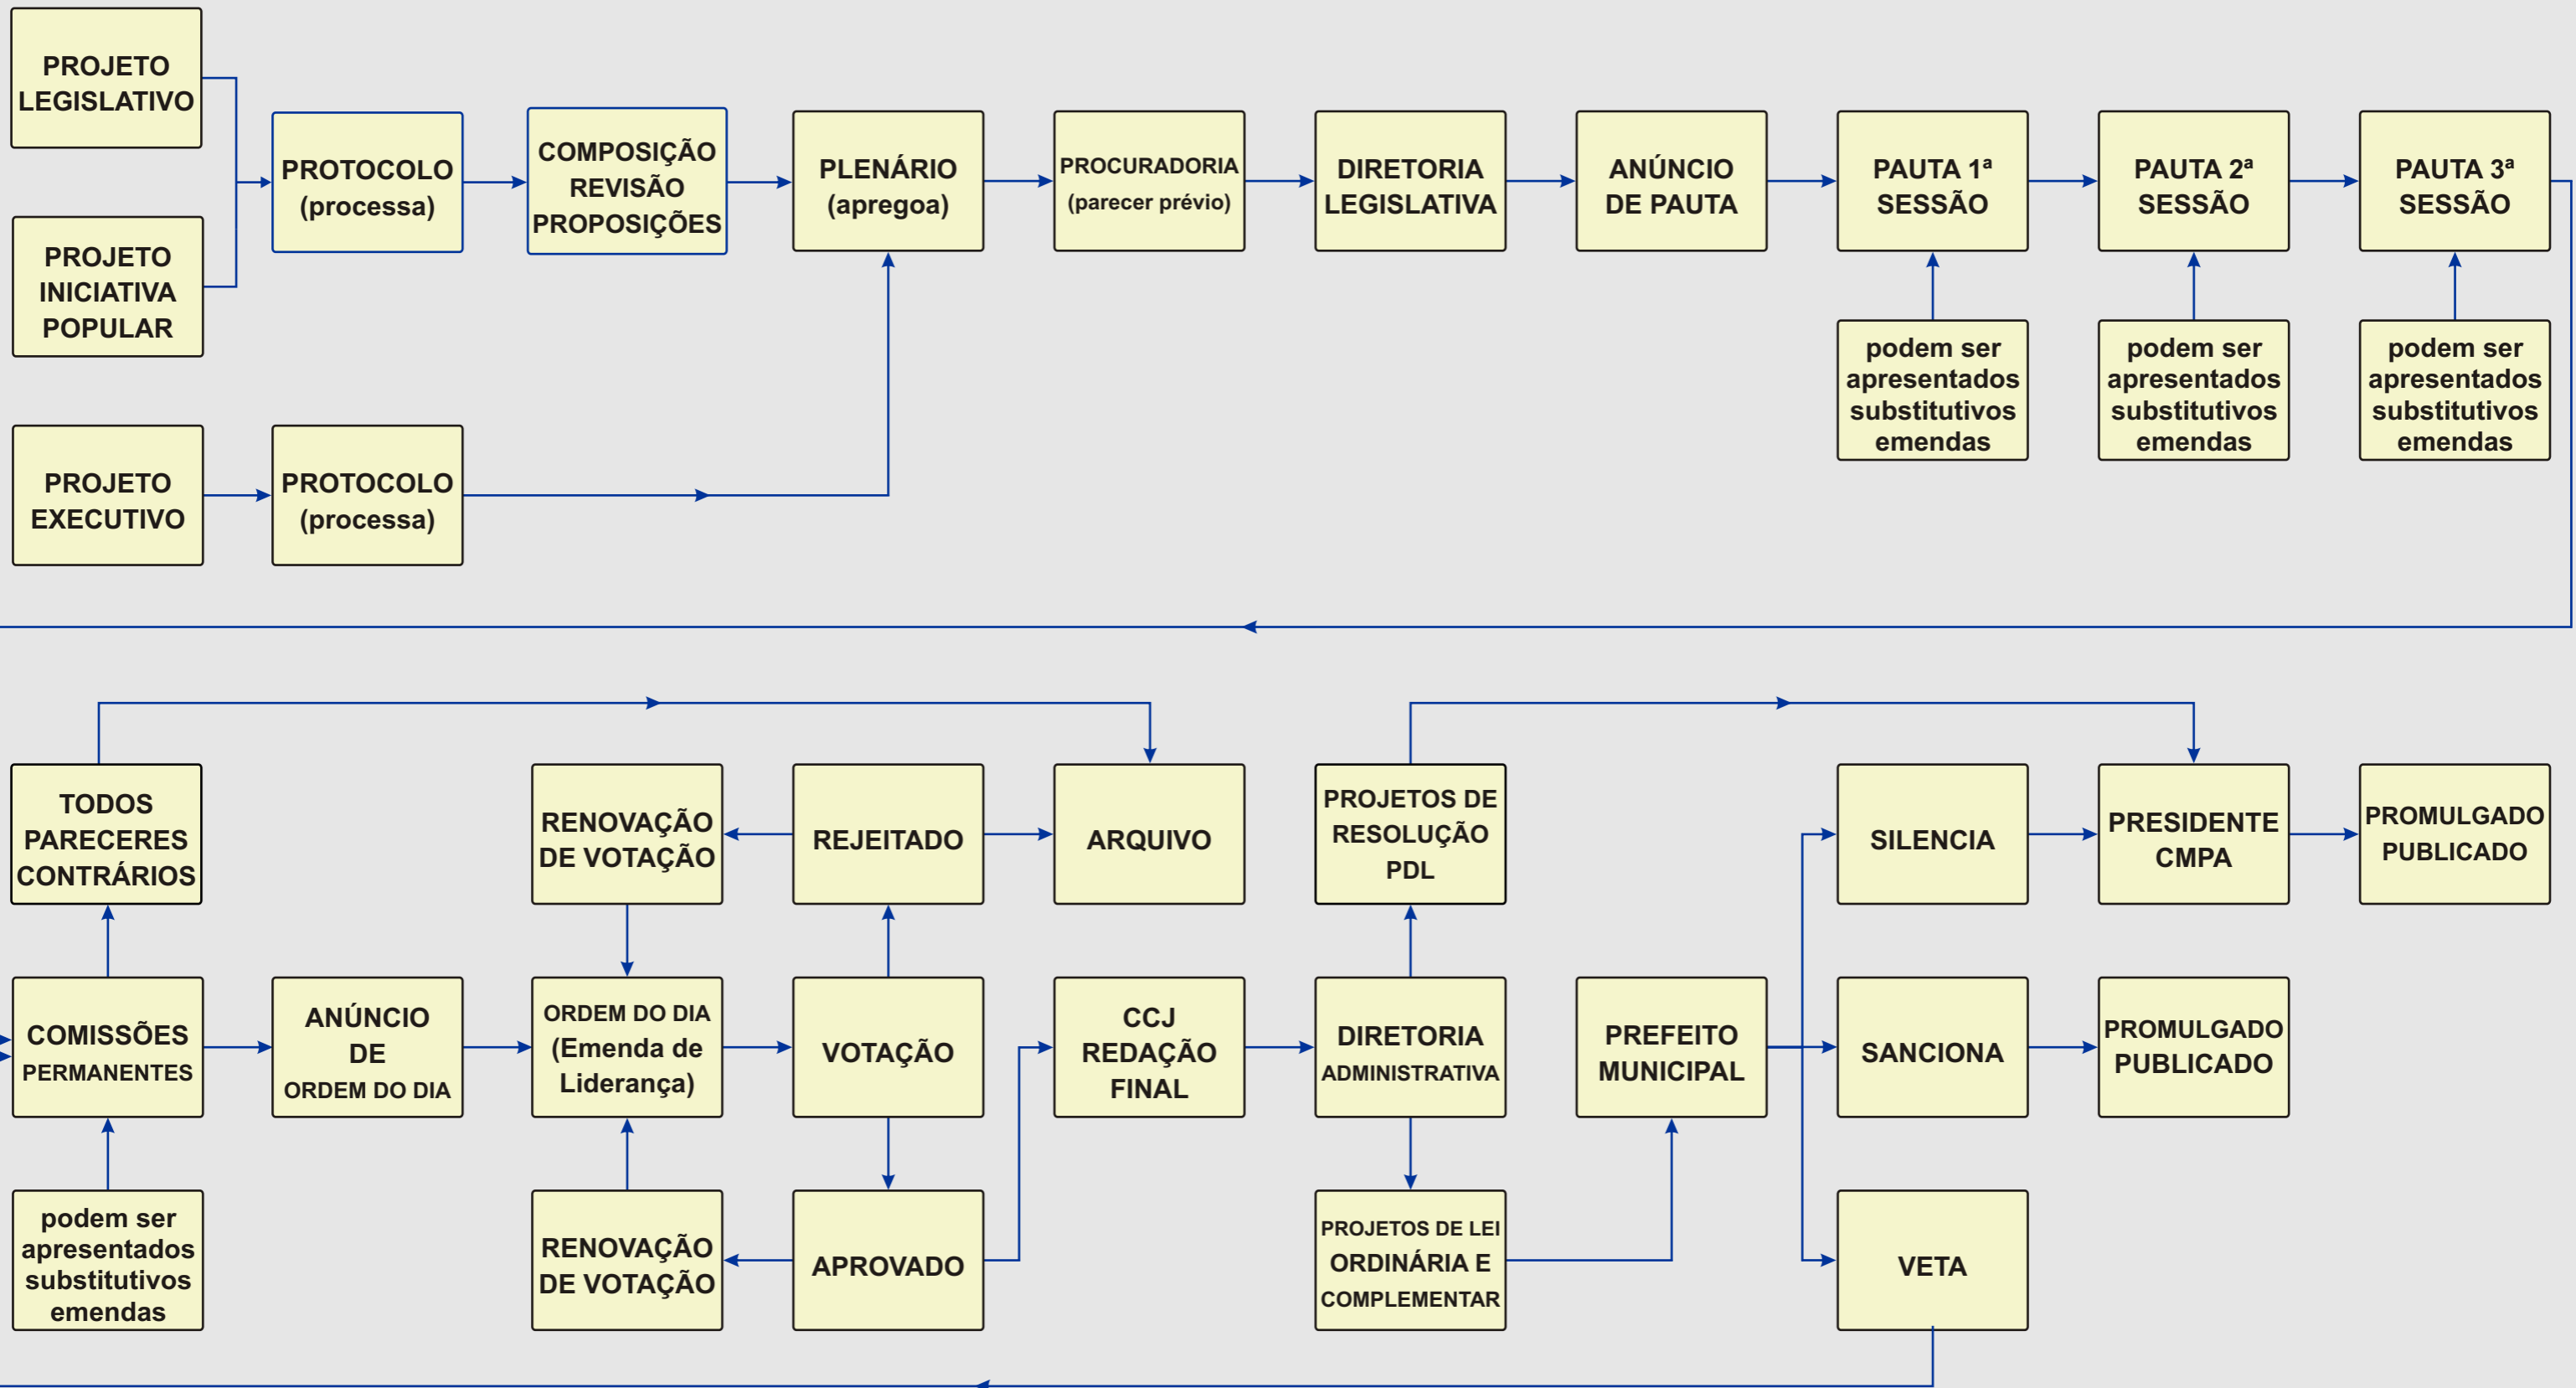 PROJETO
LEGISLATIVO
PROJETO
INICIATIVA
POPULAR
PROTOCOLO
(processa)
COMPOSIÇÃO
REVISÃO
PROPOSIÇÕES
PLENÁRIO
(apregoa)
PROCURADORIA
(parecer prévio)
DIRETORIA
LEGISLATIVA
ANÚNCIO
DE PAUTA
PAUTA 1ª
SESSÃO
PAUTA 2ª
SESSÃO
PAUTA 3ª
SESSÃO
podem ser
apresentados
substitutivos
emendas
podem ser
apresentados
substitutivos
emendas
podem ser
apresentados
substitutivos
emendas
PROJETO
EXECUTIVO
PROTOCOLO
(processa)
TODOS
PARECERES
CONTRÁRIOS
RENOVAÇÃO
DE VOTAÇÃO
REJEITADO
ARQUIVO
PROJETOS DE
RESOLUÇÃO
PDL
SILENCIA
PRESIDENTE
CMPA
PROMULGADO
PUBLICADO
COMISSÕES
PERMANENTES
ANÚNCIO
DE
ORDEM DO DIA
ORDEM DO DIA
(Emenda de
Liderança)
VOTAÇÃO
CCJ
REDAÇÃO
FINAL
DIRETORIA
ADMINISTRATIVA
PREFEITO
MUNICIPAL
SANCIONA
PROMULGADO
PUBLICADO
podem ser
apresentados
substitutivos
emendas
RENOVAÇÃO
DE VOTAÇÃO
APROVADO
PROJETOS DE LEI
ORDINÁRIA E
COMPLEMENTAR
VETA